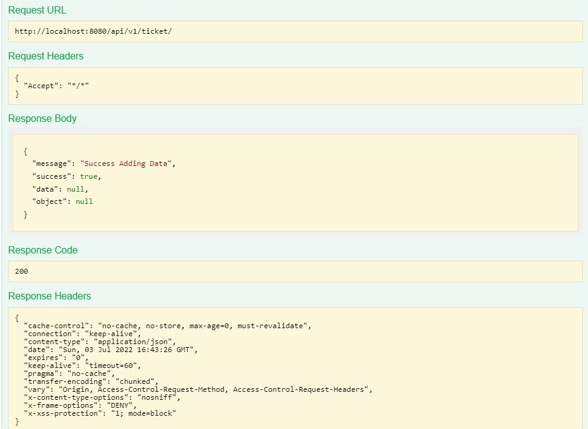 Request URL
http://localhost:8080/api/v1/ticket/
Request Headers
{
"Accept": "*/*"
}
Response Body
{
"message": "Success Adding Data",
"success": true,
"data": null,
"object": null
}
Response Code
200
Response Headers
{
"cache-control": "no-cache, no-store, max-age=0, must-revalidate",
"connection": "keep-alive",
"content-type": "application/json",
"date": "Sun, 03 Jul 2022 16:43:26 GMT",
"expires": "0",
"keep-alive": "timeout=60",
"pragma": "no-cache",
"transfer-encoding": "chunked",
"vary": "Origin, Access-Control-Request-Method, Access-Control-Request-Headers",
"x-content-type-options": "nosniff",
"x-frame-options": "DENY",
"x-xss-protection": "1; mode=block"
}